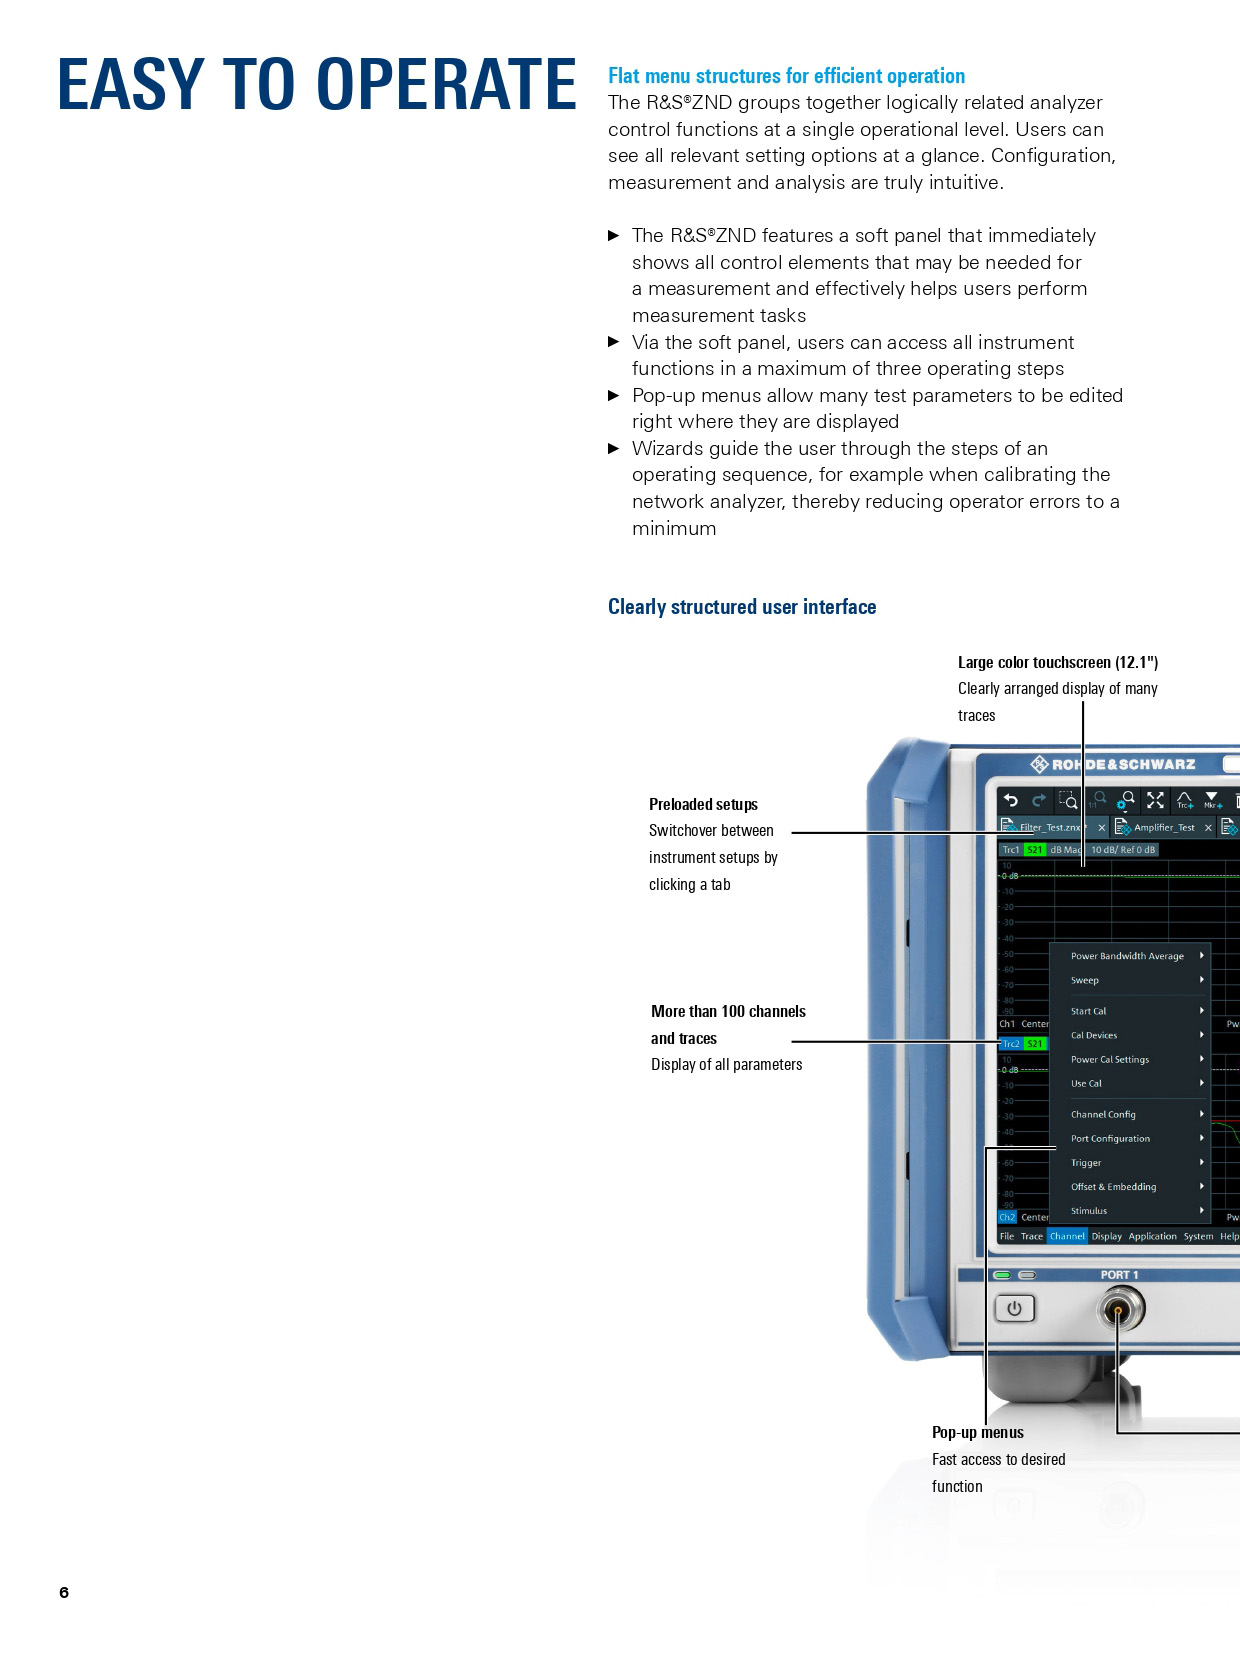 EASY TO OPERATE
Flat menu structures for efficient operation
The R&S®ZND groups together logically related analyzer
control functions at a single operational level. Users can
see all relevant setting options at a glance. Configuration,
measurement and analysis are truly intuitive.
► The R&S®ZND features a soft panel that immediately
shows all control elements that may be needed for
a measurement and effectively helps users perform
measurement tasks
► Via the soft panel, users can access all instrument
functions in a maximum of three operating steps
► Pop-up menus allow many test parameters to be edited
right where they are displayed
► Wizards guide the user through the steps of an
operating sequence, for example when calibrating the
network analyzer, thereby reducing operator errors to a
minimum
Clearly structured user interface
Large color touchscreen (12.1")
Clearly arranged display of many
traces
Preloaded setups
Switchover between
instrument setups by
clicking a tab
More than 100 channels
and traces
Display of all parameters
ROHDE&SCHWARZ
1:1 Trc+ Mkr+
Filter_Test.znx* × Amplifier_Test ×
Trc1 S21 dB Mag 10 dB/ Ref 0 dB
10
0 dB
-10
-20
-30
-40
-50
-60
-70
-80
-90
Ch1 Center Pw
Trc2 S21
10
0 dB
-10
-20
-30
-40
-60
-70
-80
-90
Ch2 Center Pw
Power Bandwidth Average
Sweep
Start Cal
Cal Devices
Power Cal Settings
Use Cal
Channel Config
Port Configuration
Trigger
Offset & Embedding
Stimulus
File Trace Channel Display Application System Help
PORT 1
Pop-up menus
Fast access to desired
function
6